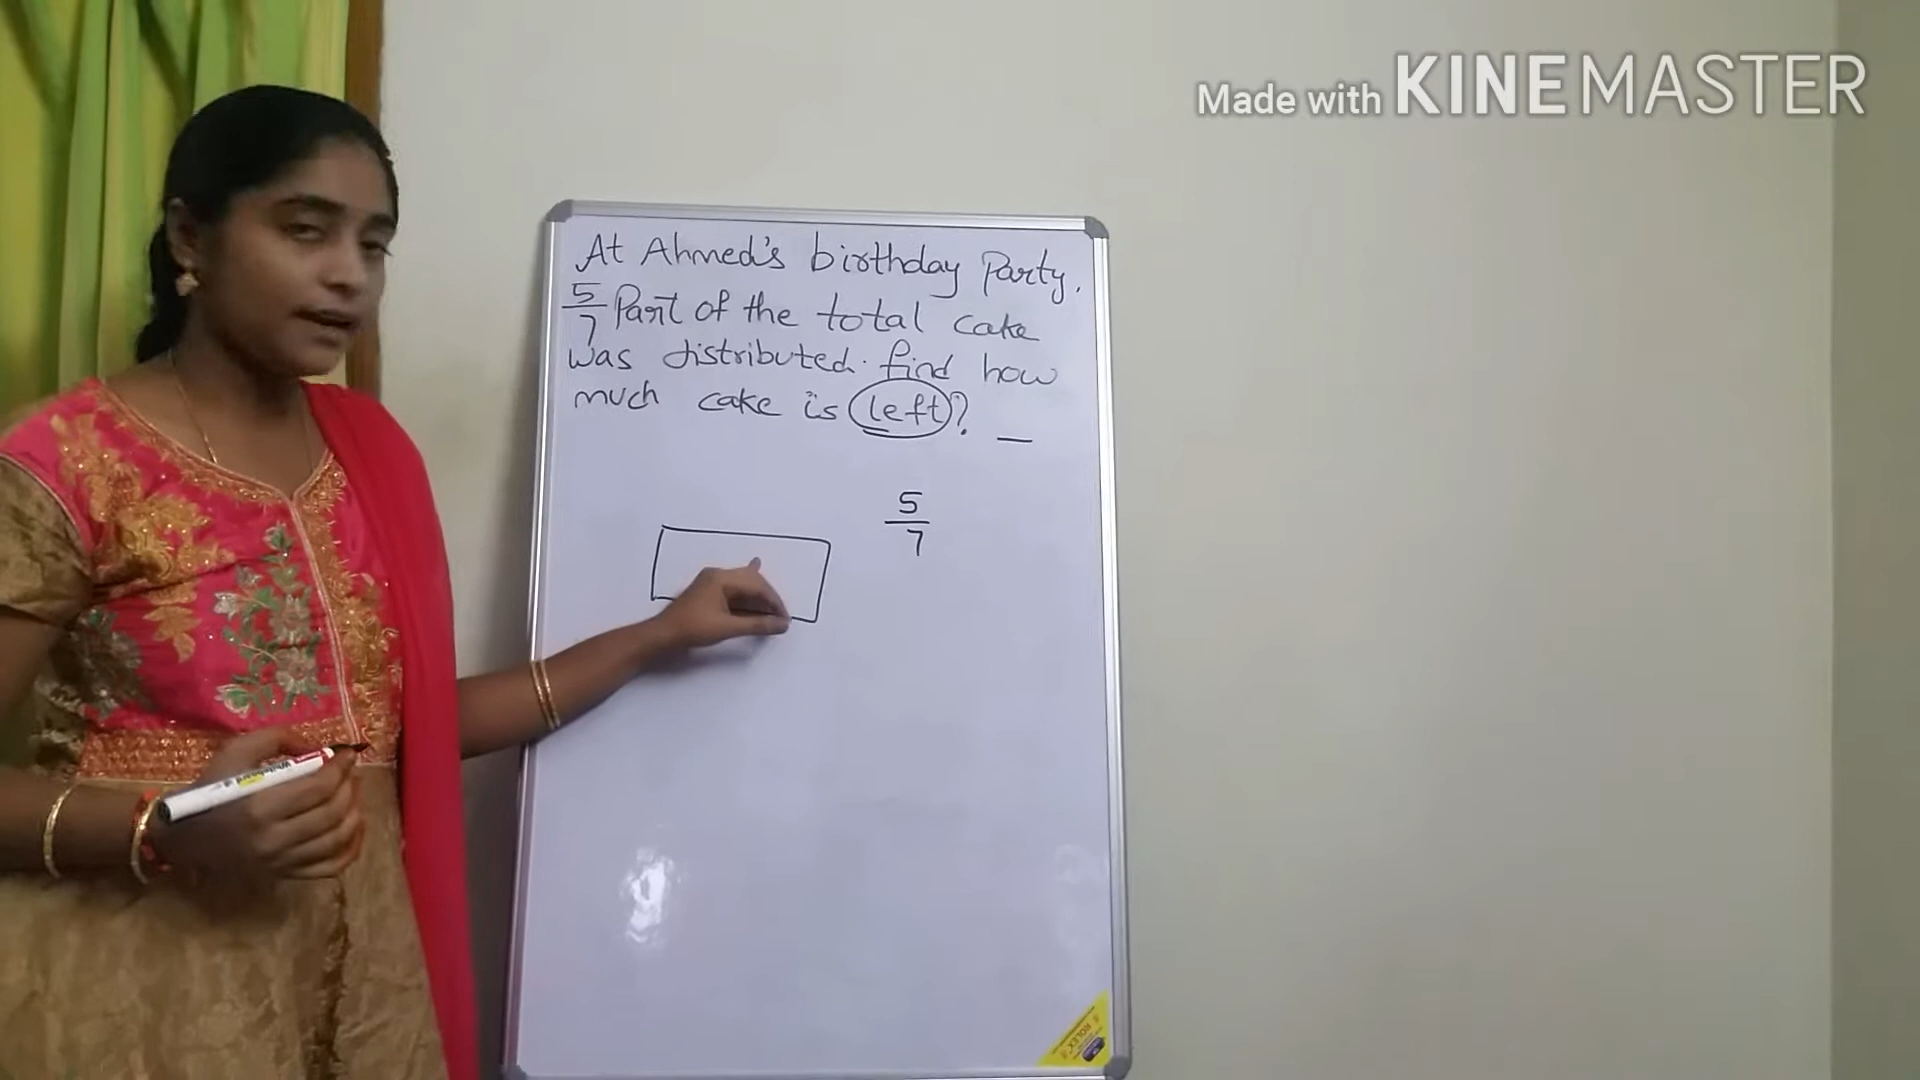 Made with KINEMASTER
At Ahmed's birthday Party,
5/7 Part of the total cake
was distributed. find how
much cake is left? _
5/7